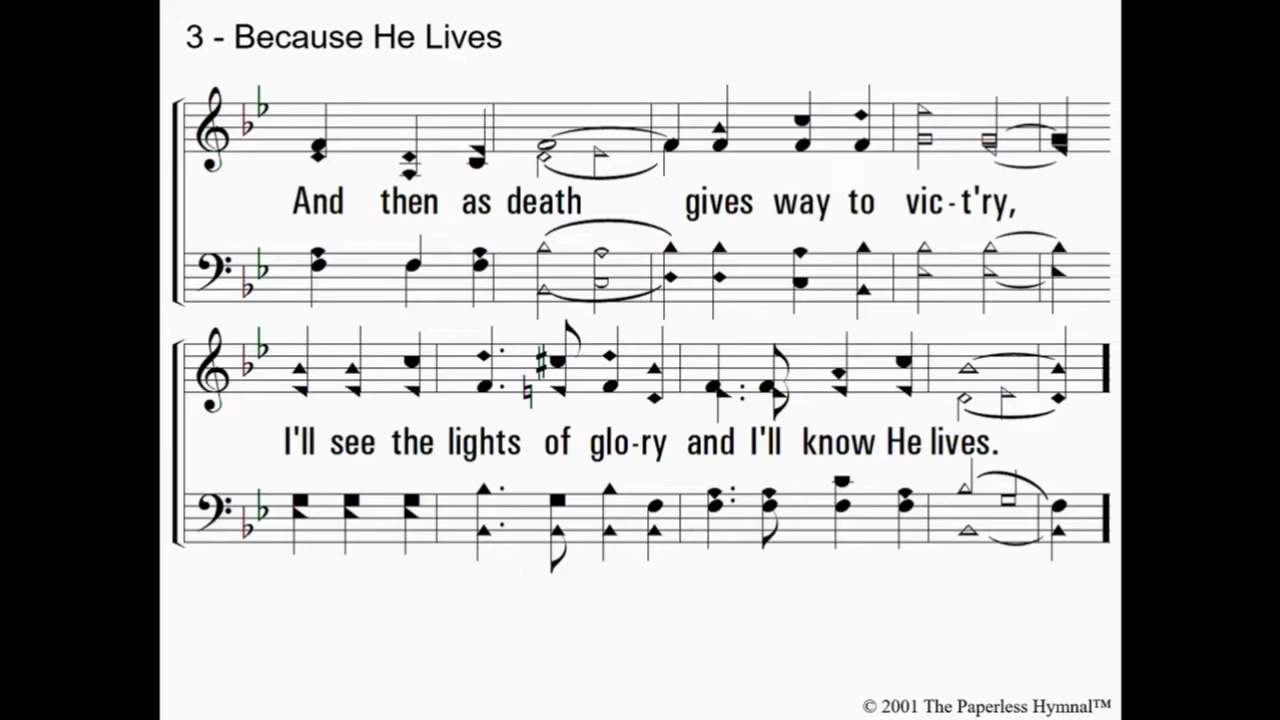 3 - Because He Lives
And then as death gives way to vic-t'ry,
I'll see the lights of glo-ry and I'll know He lives.
© 2001 The Paperless Hymnal™